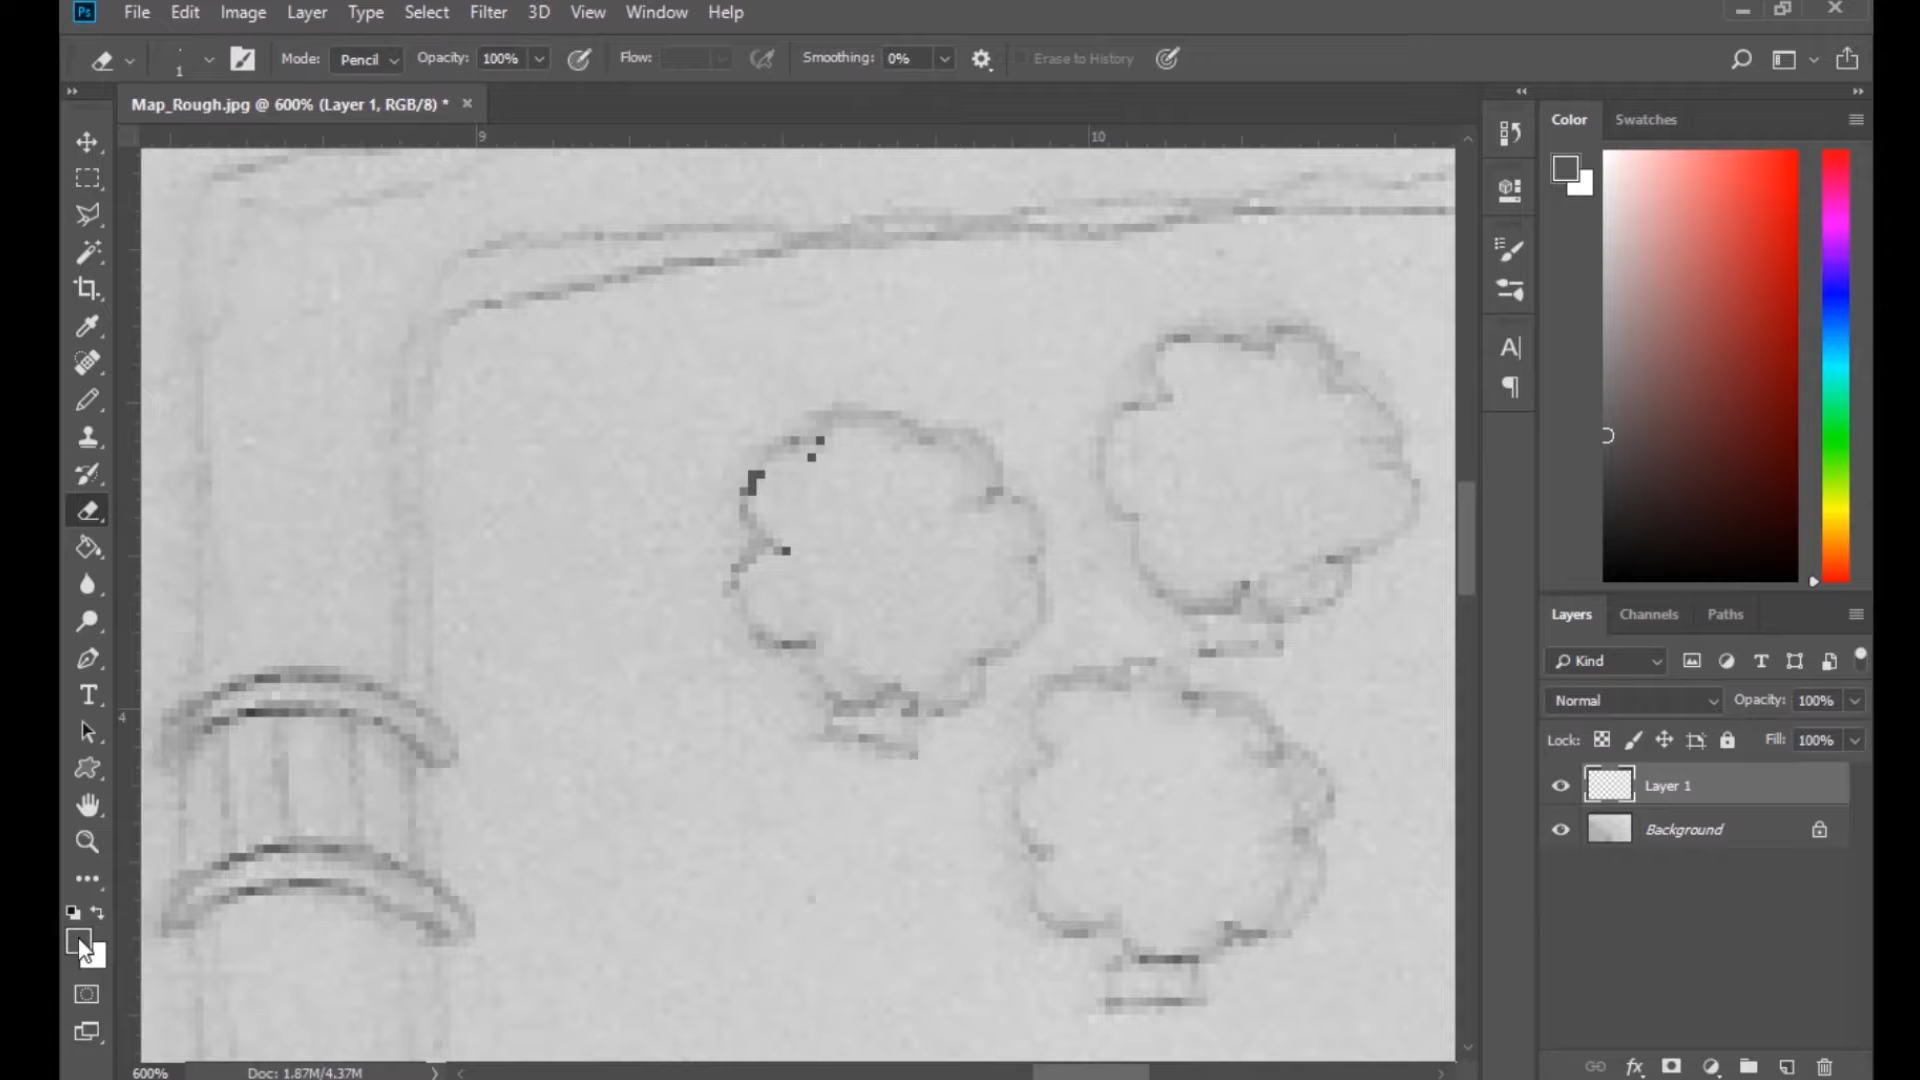 Ps File Edit Image Layer Type Select Filter 3D View Window Help
1 Mode: Pencil Opacity: 100% Flow: Smoothing: 0% Erase to History
Map_Rough.jpg @ 600% (Layer 1, RGB/8) *
9 10
4
Color Swatches
Layers Channels Paths
Kind
Normal Opacity: 100%
Lock: Fill: 100%
Layer 1
Background
600% Doc: 1.87M/4.37M